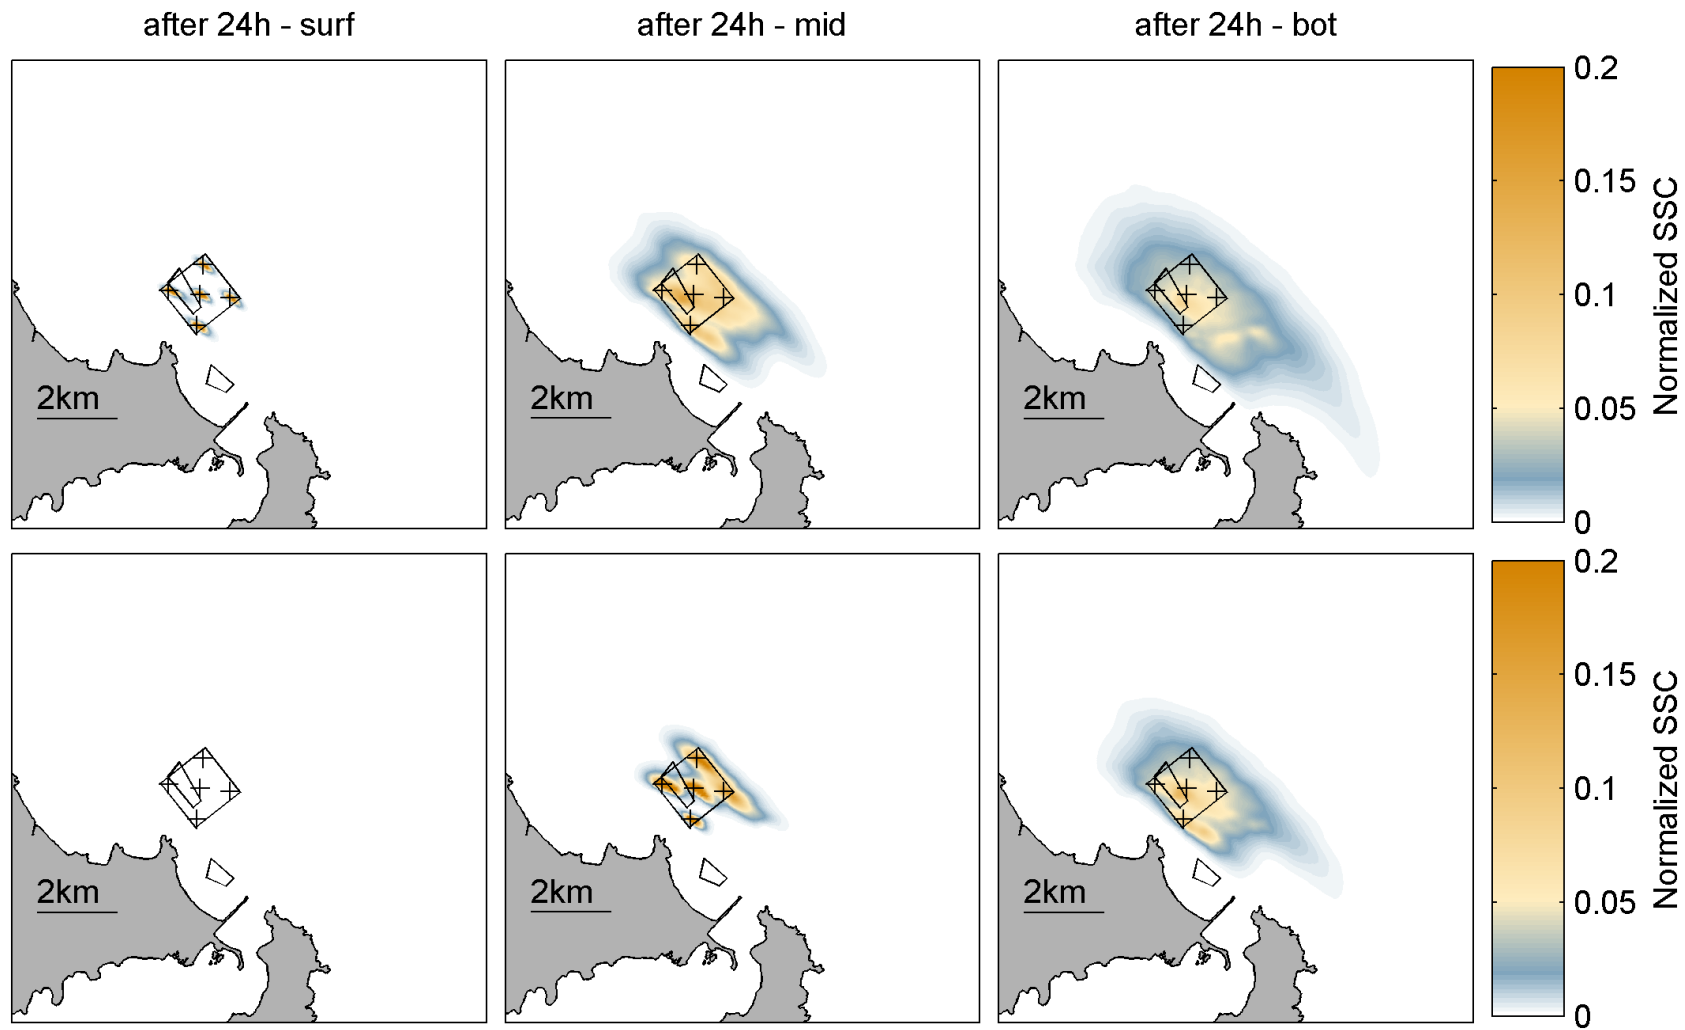 after 24h - surf
after 24h - mid
after 24h - bot
2km
2km
2km
0.2
0.15
0.1
0.05
0
Normalized SSC
2km
2km
2km
0.2
0.15
0.1
0.05
0
Normalized SSC